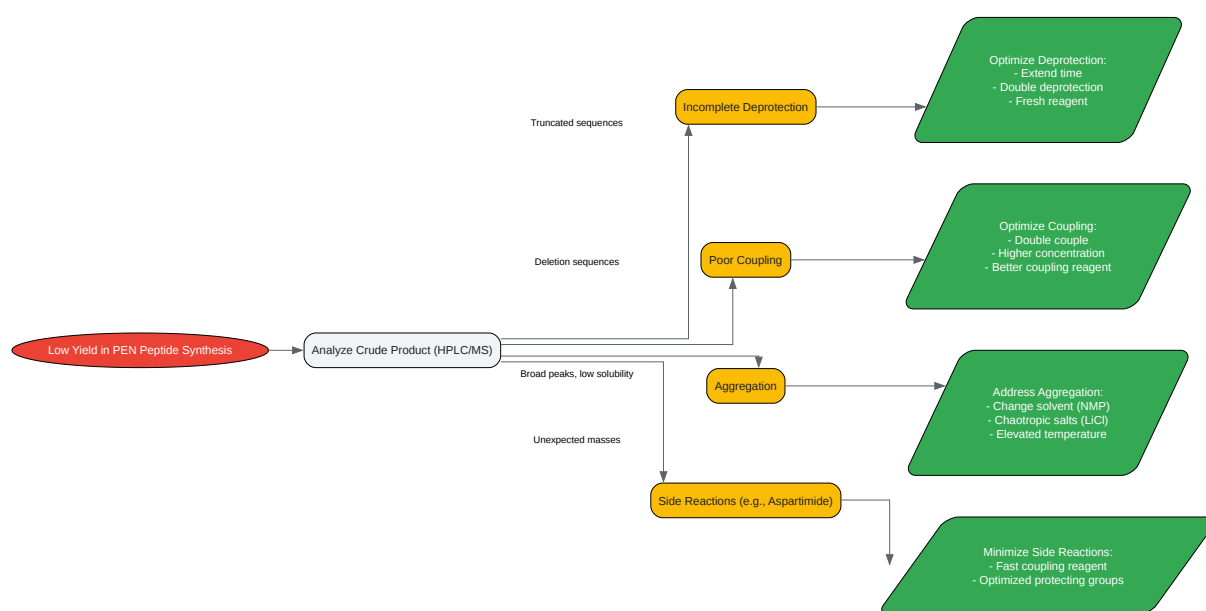 Low Yield in PEN Peptide Synthesis
Analyze Crude Product (HPLC/MS)
Truncated sequences
Incomplete Deprotection
Optimize Deprotection:
- Extend time
- Double deprotection
- Fresh reagent
Deletion sequences
Poor Coupling
Optimize Coupling:
- Double couple
- Higher concentration
- Better coupling reagent
Broad peaks, low solubility
Aggregation
Address Aggregation:
- Change solvent (NMP)
- Chaotropic salts (LiCl)
- Elevated temperature
Unexpected masses
Side Reactions (e.g., Aspartimide)
Minimize Side Reactions:
- Fast coupling reagent
- Optimized protecting groups